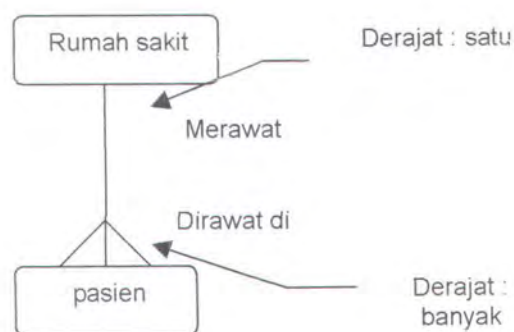 Rumah sakit
Derajat : satu
Merawat
Dirawat di
pasien
Derajat :
banyak